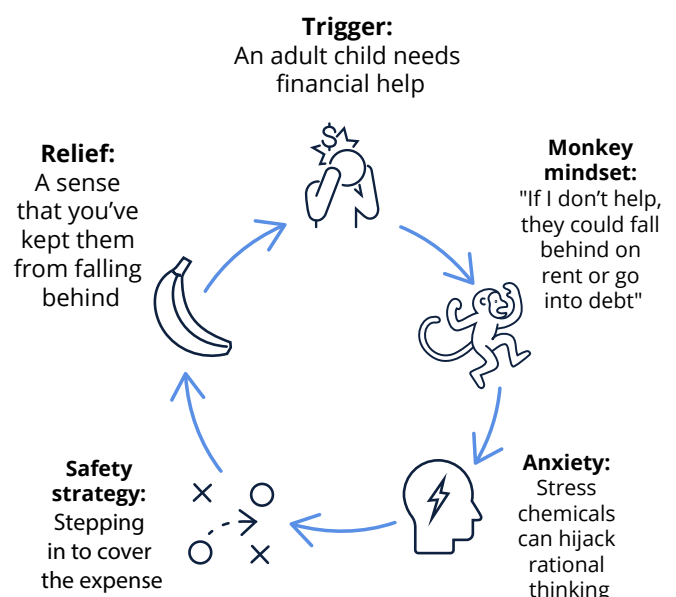 Trigger:
An adult child needs
financial help
Monkey
mindset:
"If I don’t help,
they could fall
behind on
rent or go
into debt"
Anxiety:
Stress
chemicals
can hijack
rational
thinking
Safety
strategy:
Stepping
in to cover
the expense
Relief:
A sense
that you’ve
kept them
from falling
behind
$